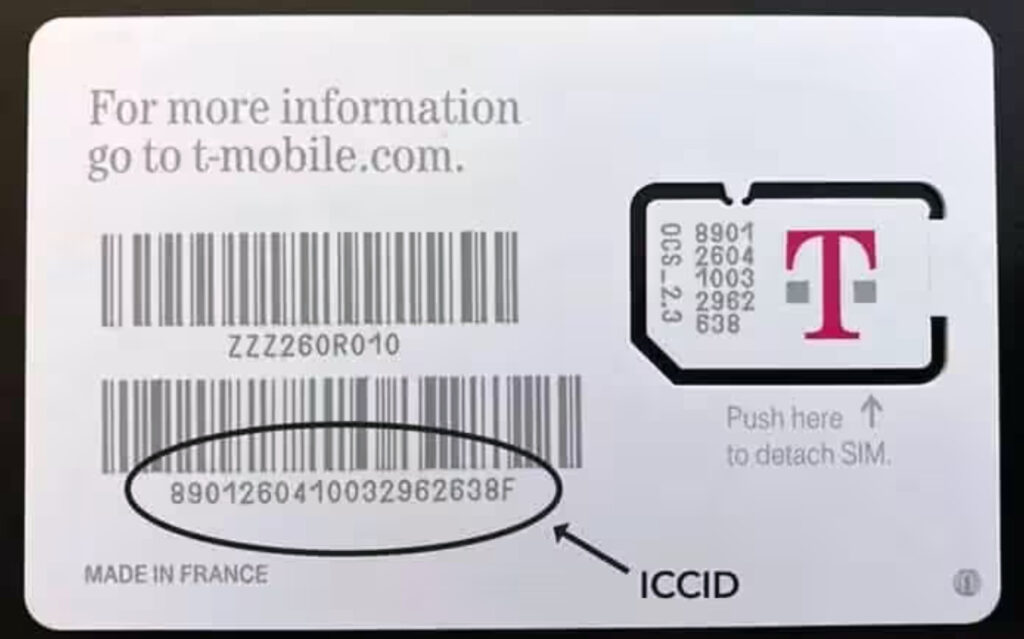 For more information
go to t-mobile.com.
ZZZ260R010
8901260410032962638F
MADE IN FRANCE
OCS_2.3
8901
2604
1003
2962
638
T
Push here ↑
to detach SIM.
ICCID